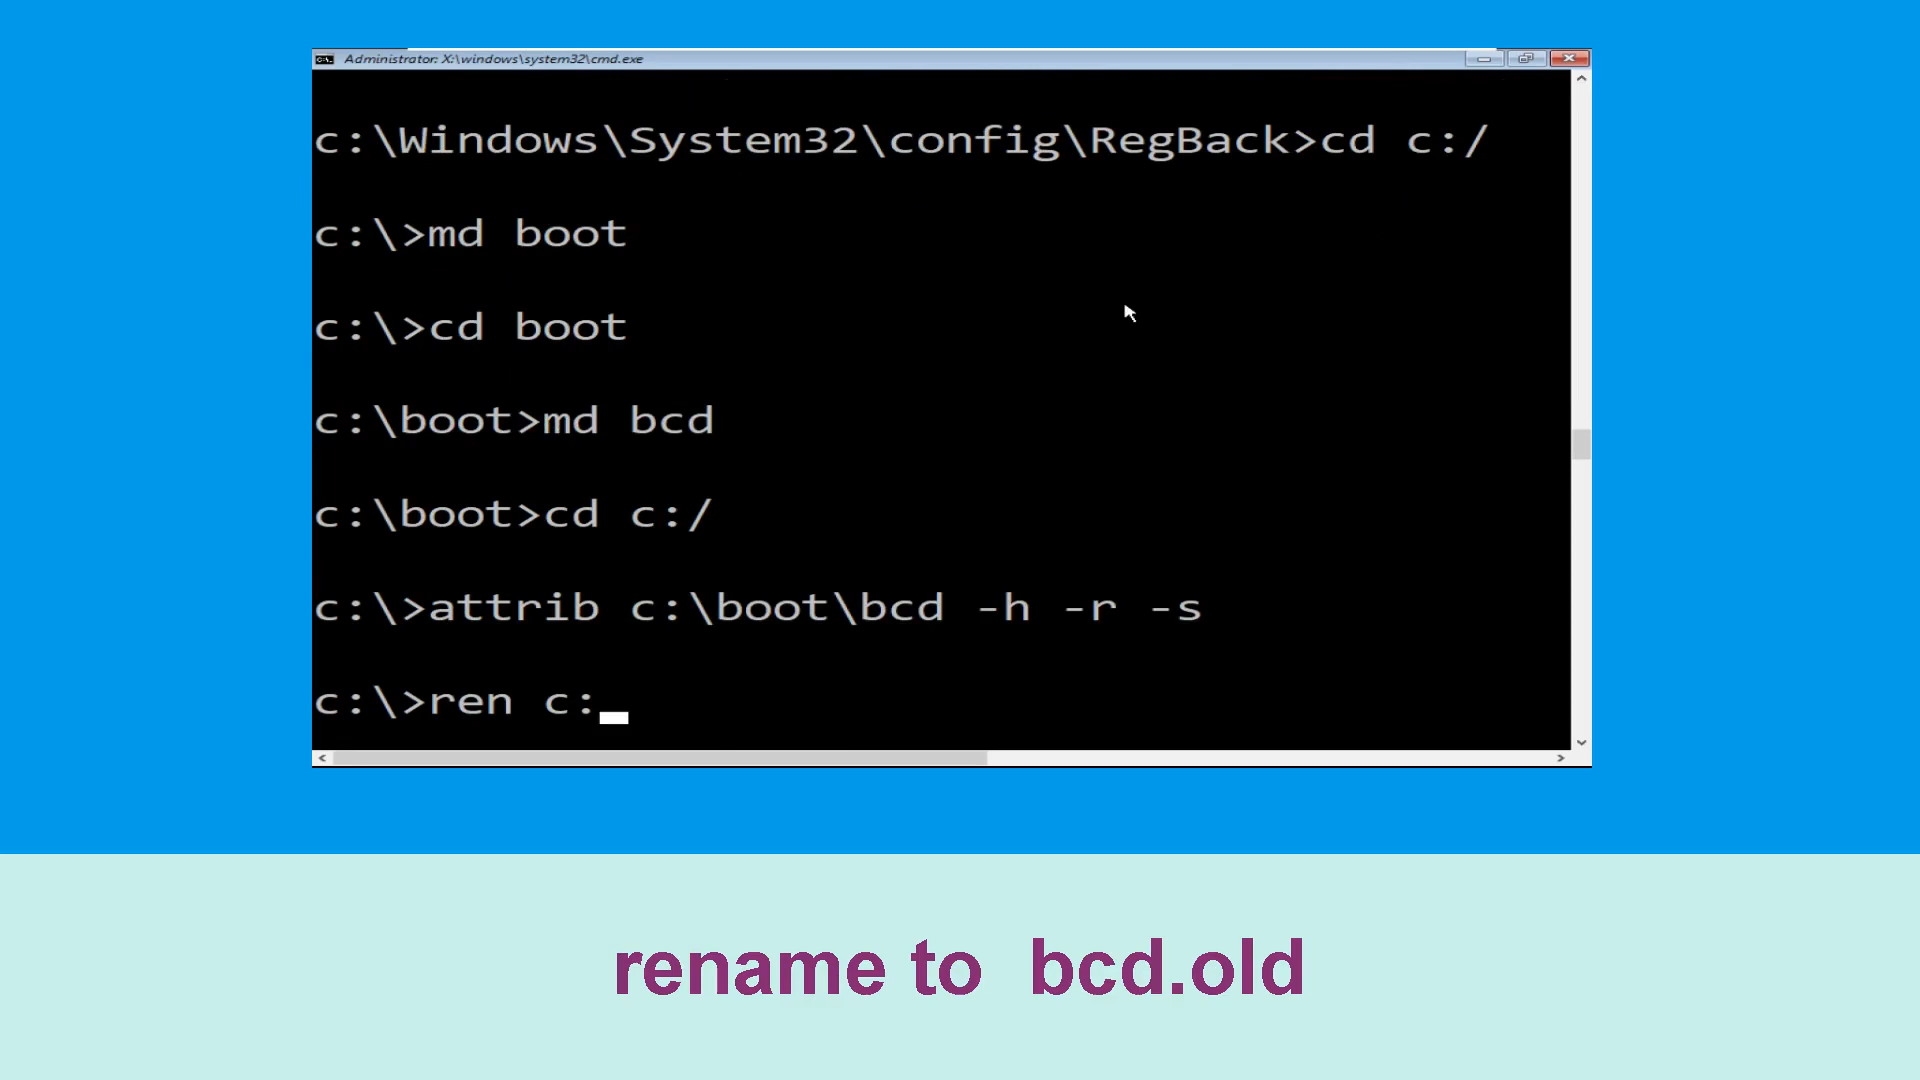 Administrator: X:\windows\system32\cmd.exe
c:\Windows\System32\config\RegBack>cd c:/
c:\>md boot
c:\>cd boot
c:\boot>md bcd
c:\boot>cd c:/
c:\>attrib c:\boot\bcd -h -r -s
c:\>ren c:
rename to bcd.old